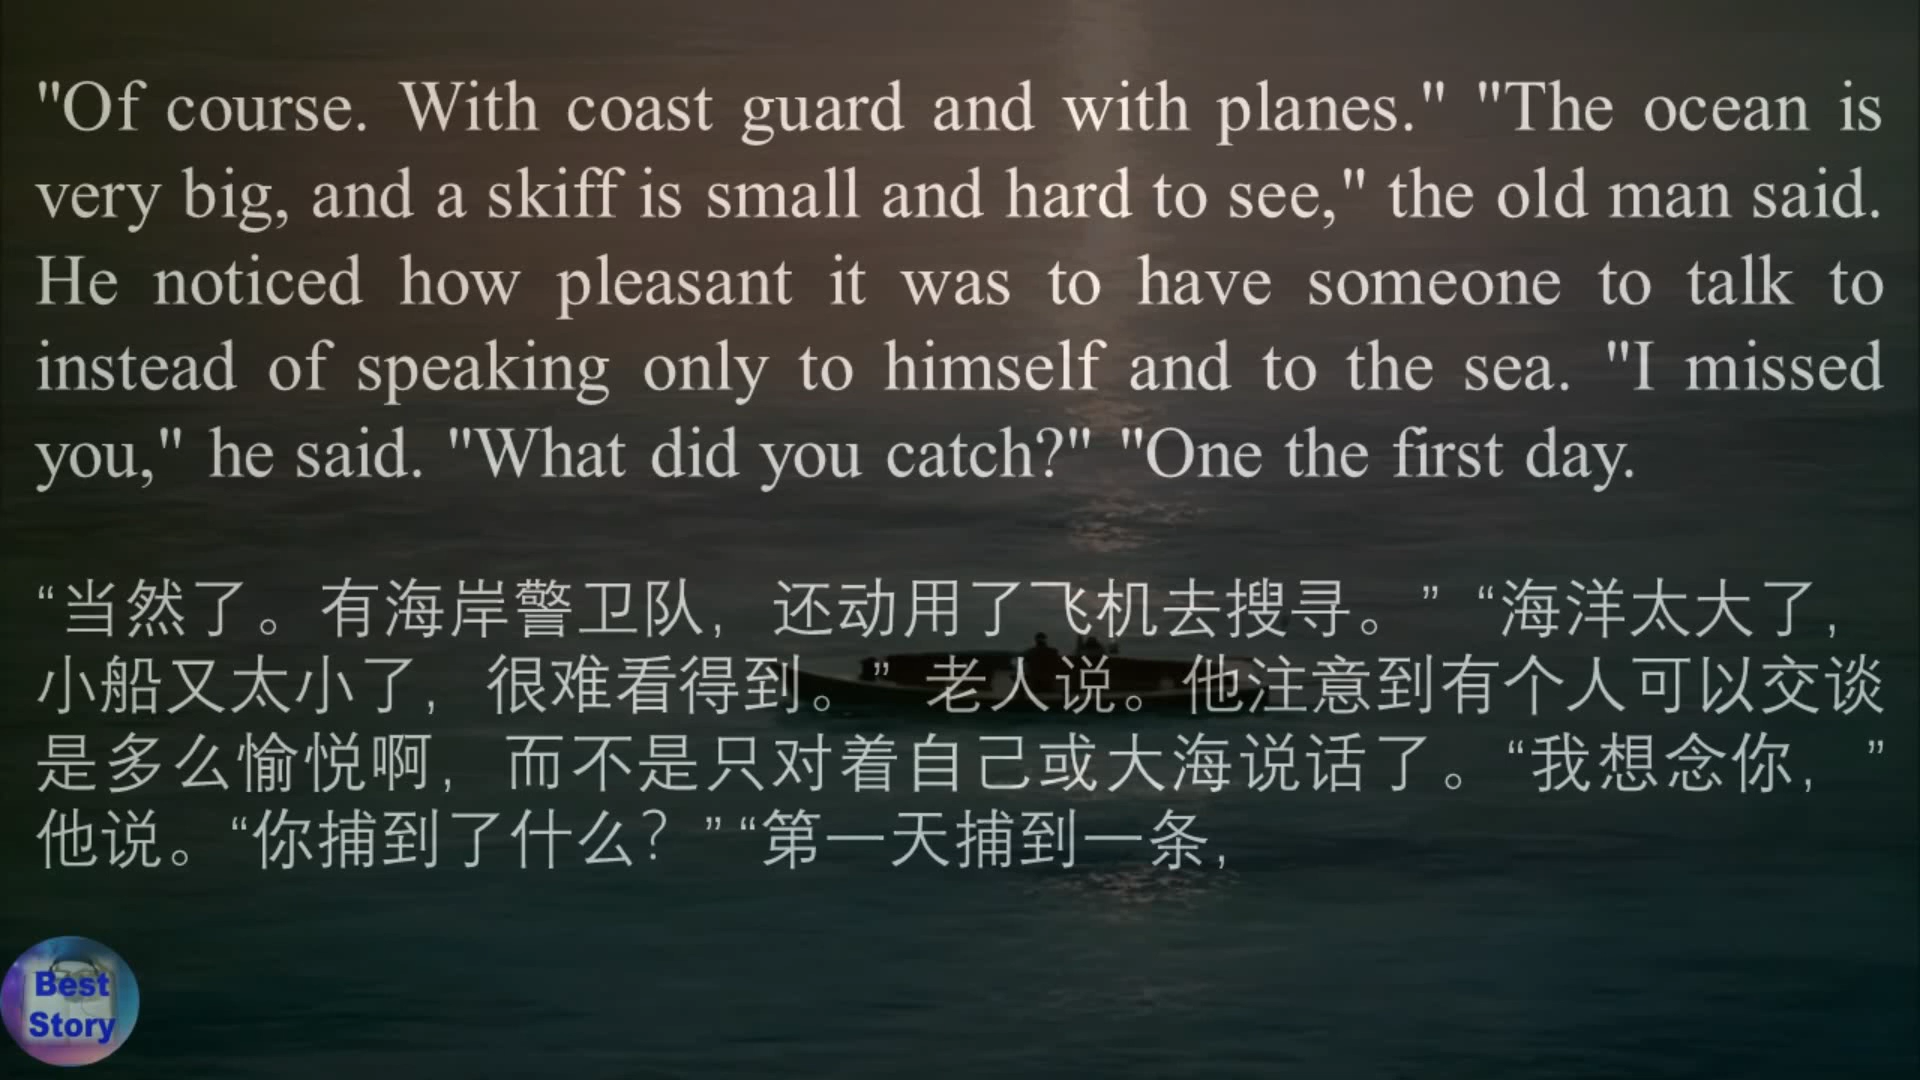 "Of course. With coast guard and with planes." "The ocean is
very big, and a skiff is small and hard to see," the old man said.
He noticed how pleasant it was to have someone to talk to
instead of speaking only to himself and to the sea. "I missed
you," he said. "What did you catch?" "One the first day.
“当然了。有海岸警卫队，还动用了飞机去搜寻。”“海洋太大了，
小船又太小了，很难看得到。”老人说。他注意到有个人可以交谈
是多么愉悦啊，而不是只对着自己或大海说话了。“我想念你，”
他说。“你捕到了什么？”“第一天捕到一条，
Best
Story